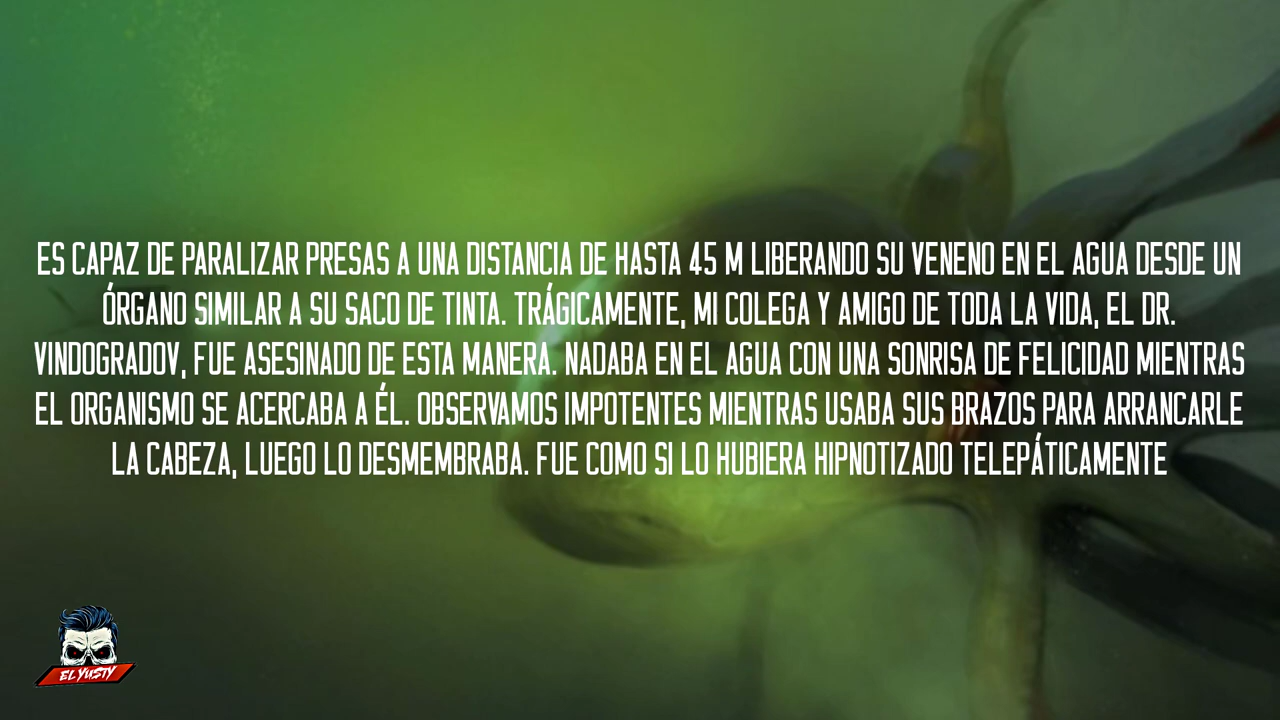 ES CAPAZ DE PARALIZAR PRESAS A UNA DISTANCIA DE HASTA 45 M LIBERANDO SU VENENO EN EL AGUA DESDE UN
ÓRGANO SIMILAR A SU SACO DE TINTA. TRÁGICAMENTE, MI COLEGA Y AMIGO DE TODA LA VIDA, EL DR.
VINDOGRADOV, FUE ASESINADO DE ESTA MANERA. NADABA EN EL AGUA CON UNA SONRISA DE FELICIDAD MIENTRAS
EL ORGANISMO SE ACERCABA A ÉL. OBSERVAMOS IMPOTENTES MIENTRAS USABA SUS BRAZOS PARA ARRANCARLE
LA CABEZA, LUEGO LO DESMEMBRABA. FUE COMO SI LO HUBIERA HIPNOTIZADO TELEPÁTICAMENTE
EL YUSTY